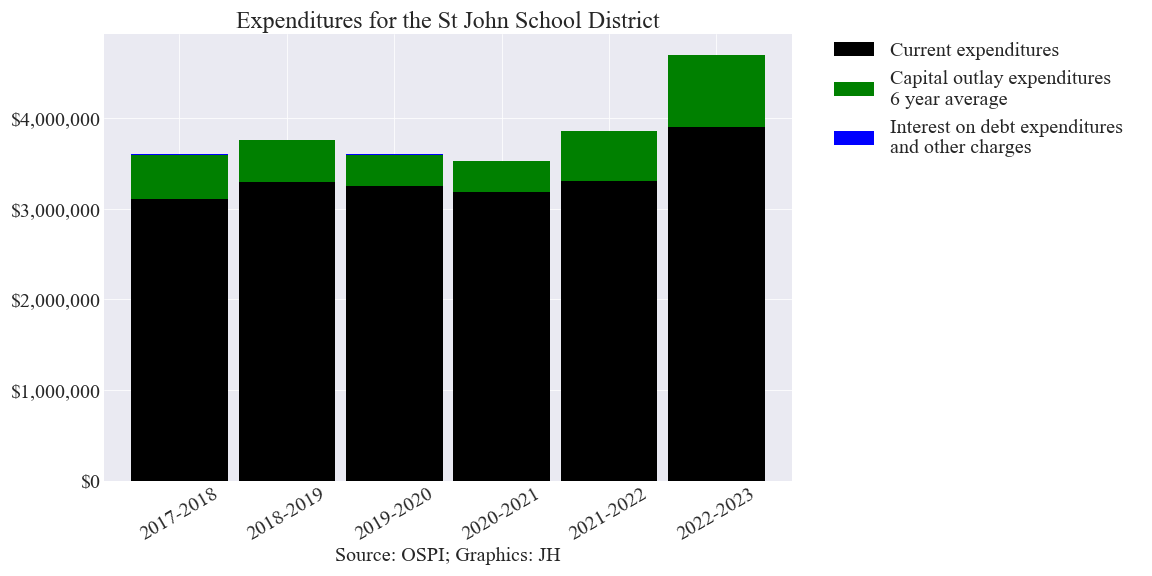 Expenditures for the St John School District
Current expenditures
Capital outlay expenditures
6 year average
Interest on debt expenditures
and other charges
$4,000,000
$3,000,000
$2,000,000
$1,000,000
$0
2017-2018
2018-2019
2019-2020
2020-2021
2021-2022
2022-2023
Source: OSPI; Graphics: JH